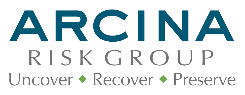 ARCINA
RISK GROUP
Uncover ◆ Recover ◆ Preserve